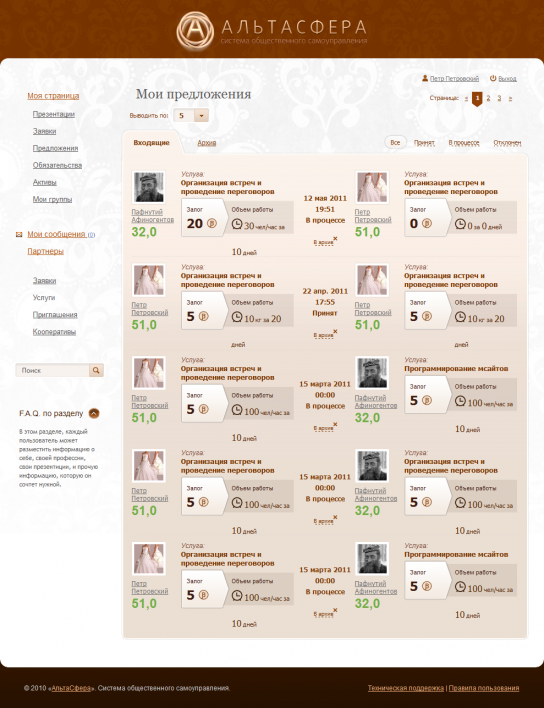 АЛЬТАСФЕРА
система общественного самоуправления
Петр Петровский Выход
Моя страница
Презентации
Заявки
Предложения
Обязательства
Активы
Мои группы
Мои сообщения (0)
Партнеры
Заявки
Услуги
Приглашения
Кооперативы
Поиск
F.A.Q. по разделу
В этом разделе, каждый
пользователь может
разместить информацию о
себе, своей профессии,
свои презентиции, и прочую
информацию, которую он
сочтет нужной.
Мои предложения
Страница: « 1 2 3 »
Выводить по: 5
Входящие Архив
Все Принят В процессе Отклонен
Пафнутий
Афиногентов
32,0
Услуга:
Организация встреч и
проведение переговоров
Залог
20
Объем работы
30 чел/час за
10 дней
12 мая 2011
19:51
В процессе
В архив
Петр
Петровский
51,0
Услуга:
Организация встреч и
проведение переговоров
Залог
0
Объем работы
0 за 0 дней
Петр
Петровский
51,0
Услуга:
Организация встреч и
проведение переговоров
Залог
5
Объем работы
10 кг за 20
дней
22 апр. 2011
17:55
Принят
В архив
Петр
Петровский
51,0
Услуга:
Организация встреч и
проведение переговоров
Залог
5
Объем работы
10 кг за 20
дней
Петр
Петровский
51,0
Услуга:
Организация встреч и
проведение переговоров
Залог
5
Объем работы
100 чел/час за
10 дней
15 марта 2011
00:00
В процессе
В архив
Пафнутий
Афиногентов
32,0
Услуга:
Программирование мсайтов
Залог
5
Объем работы
100 чел/час за
10 дней
Петр
Петровский
51,0
Услуга:
Организация встреч и
проведение переговоров
Залог
5
Объем работы
100 чел/час за
10 дней
15 марта 2011
00:00
В процессе
В архив
Пафнутий
Афиногентов
32,0
Услуга:
Организация встреч и
проведение переговоров
Залог
5
Объем работы
100 чел/час за
10 дней
Петр
Петровский
51,0
Услуга:
Организация встреч и
проведение переговоров
Залог
5
Объем работы
100 чел/час за
10 дней
15 марта 2011
00:00
В процессе
В архив
Пафнутий
Афиногентов
32,0
Услуга:
Программирование мсайтов
Залог
5
Объем работы
100 чел/час за
10 дней
© 2010 «АльтаСфера». Система общественного самоуправления.
Техническая поддержка | Правила пользования